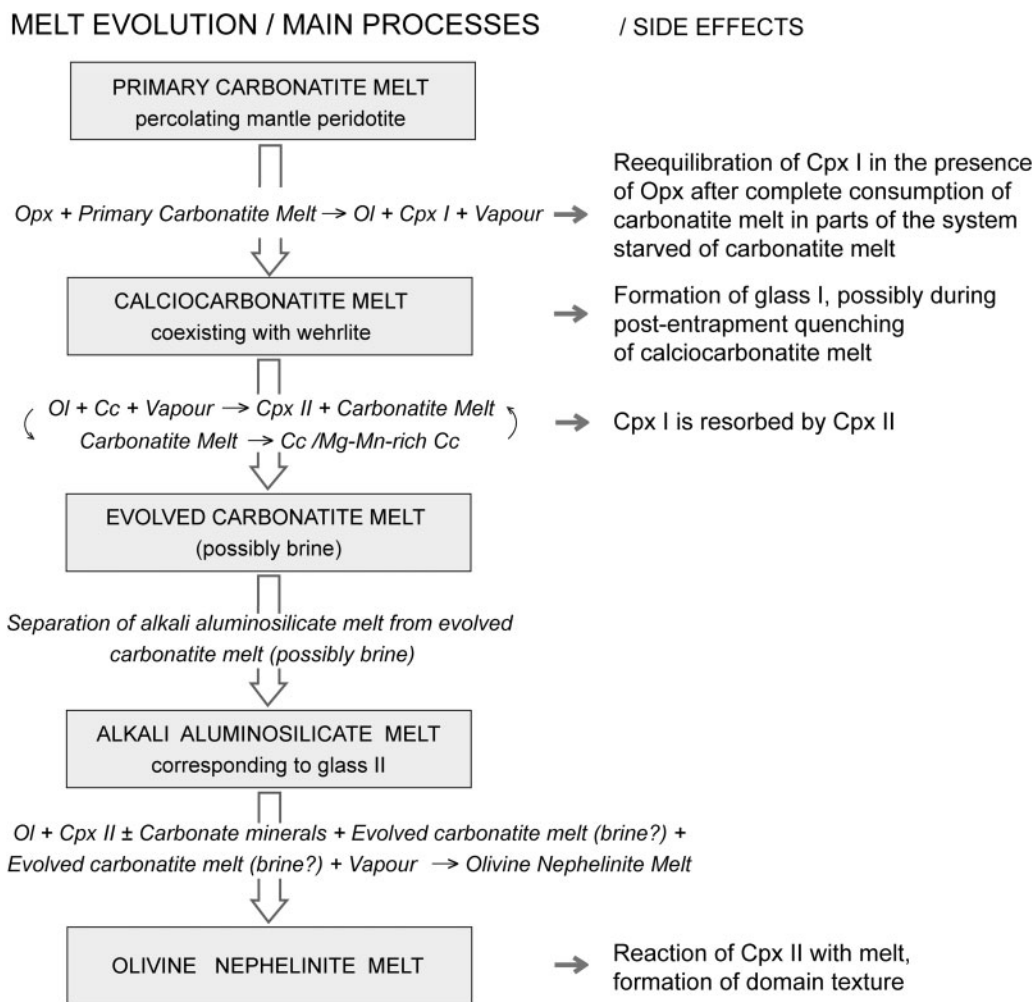 MELT EVOLUTION / MAIN PROCESSES / SIDE EFFECTS
PRIMARY CARBONATITE MELT
percolating mantle peridotite
Opx + Primary Carbonatite Melt → Ol + Cpx I + Vapour
Reequilibration of Cpx I in the presence
of Opx after complete consumption of
carbonatite melt in parts of the system
starved of carbonatite melt
CALCIOCARBONATITE MELT
coexisting with wehrlite
Formation of glass I, possibly during
post-entrapment quenching
of calciocarbonatite melt
Ol + Cc + Vapour → Cpx II + Carbonatite Melt
Carbonatite Melt → Cc /Mg-Mn-rich Cc
Cpx I is resorbed by Cpx II
EVOLVED CARBONATITE MELT
(possibly brine)
Separation of alkali aluminosilicate melt from evolved
carbonatite melt (possibly brine)
ALKALI ALUMINOSILICATE MELT
corresponding to glass II
Ol + Cpx II ± Carbonate minerals + Evolved carbonatite melt (brine?) +
Evolved carbonatite melt (brine?) + Vapour → Olivine Nephelinite Melt
OLIVINE NEPHELINITE MELT
Reaction of Cpx II with melt,
formation of domain texture